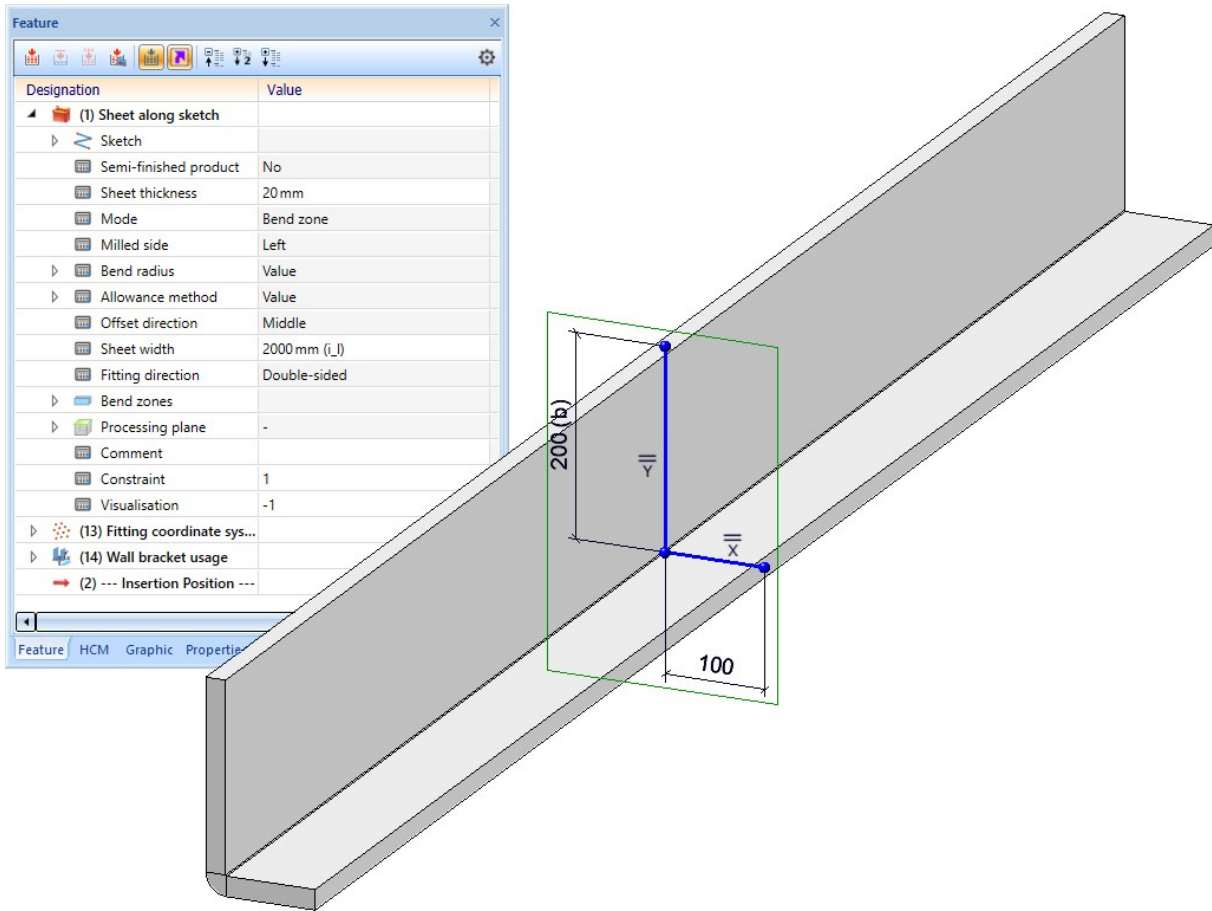 Feature
Designation Value
(1) Sheet along sketch
Sketch
Semi-finished product No
Sheet thickness 20 mm
Mode Bend zone
Milled side Left
Bend radius Value
Allowance method Value
Offset direction Middle
Sheet width 2000 mm (i_l)
Fitting direction Double-sided
Bend zones
Processing plane -
Comment
Constraint 1
Visualisation -1
(13) Fitting coordinate sys...
(14) Wall bracket usage
(2) --- Insertion Position ---
Feature HCM Graphic
200 (b)
Y
X
100